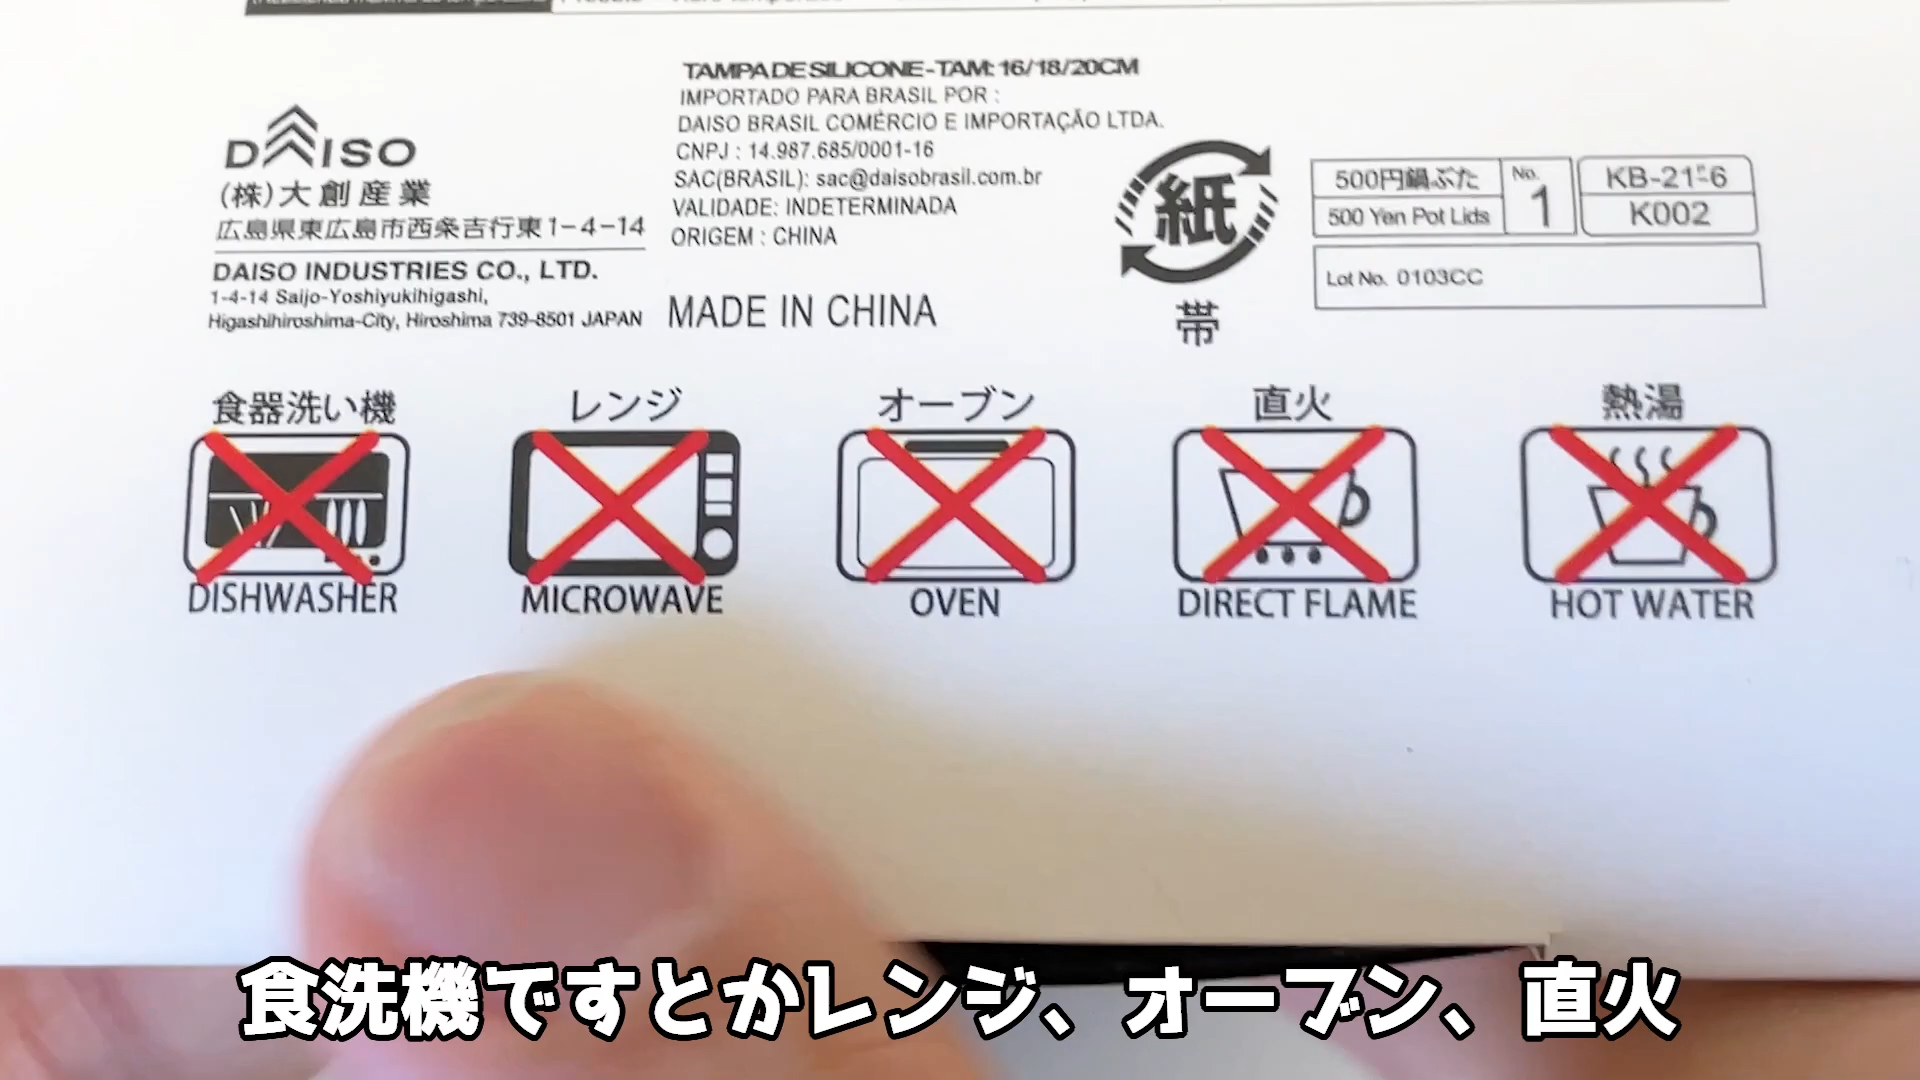 TAMPA DE SILICONE-TAM: 16/18/20CM
IMPORTADO PARA BRASIL POR :
DAISO BRASIL COMÉRCIO E IMPORTAÇÃO LTDA.
CNPJ : 14.987.685/0001-16
SAC(BRASIL): sac@daisobrasil.com.br
VALIDADE: INDETERMINADA
ORIGEM : CHINA
MADE IN CHINA
DAISO
(株)大創産業
広島県東広島市西条吉行東1-4-14
DAISO INDUSTRIES CO., LTD.
1-4-14 Saijo-Yoshiyukihigashi,
Higashihiroshima-City, Hiroshima 739-8501 JAPAN
紙
帯
500円鍋ぶた
500 Yen Pot Lids
No.
1
KB-21-6
K002
Lot No. 0103CC
食器洗い機
DISHWASHER
レンジ
MICROWAVE
オーブン
OVEN
直火
DIRECT FLAME
熱湯
HOT WATER
食洗機ですとかレンジ、オーブン、直火